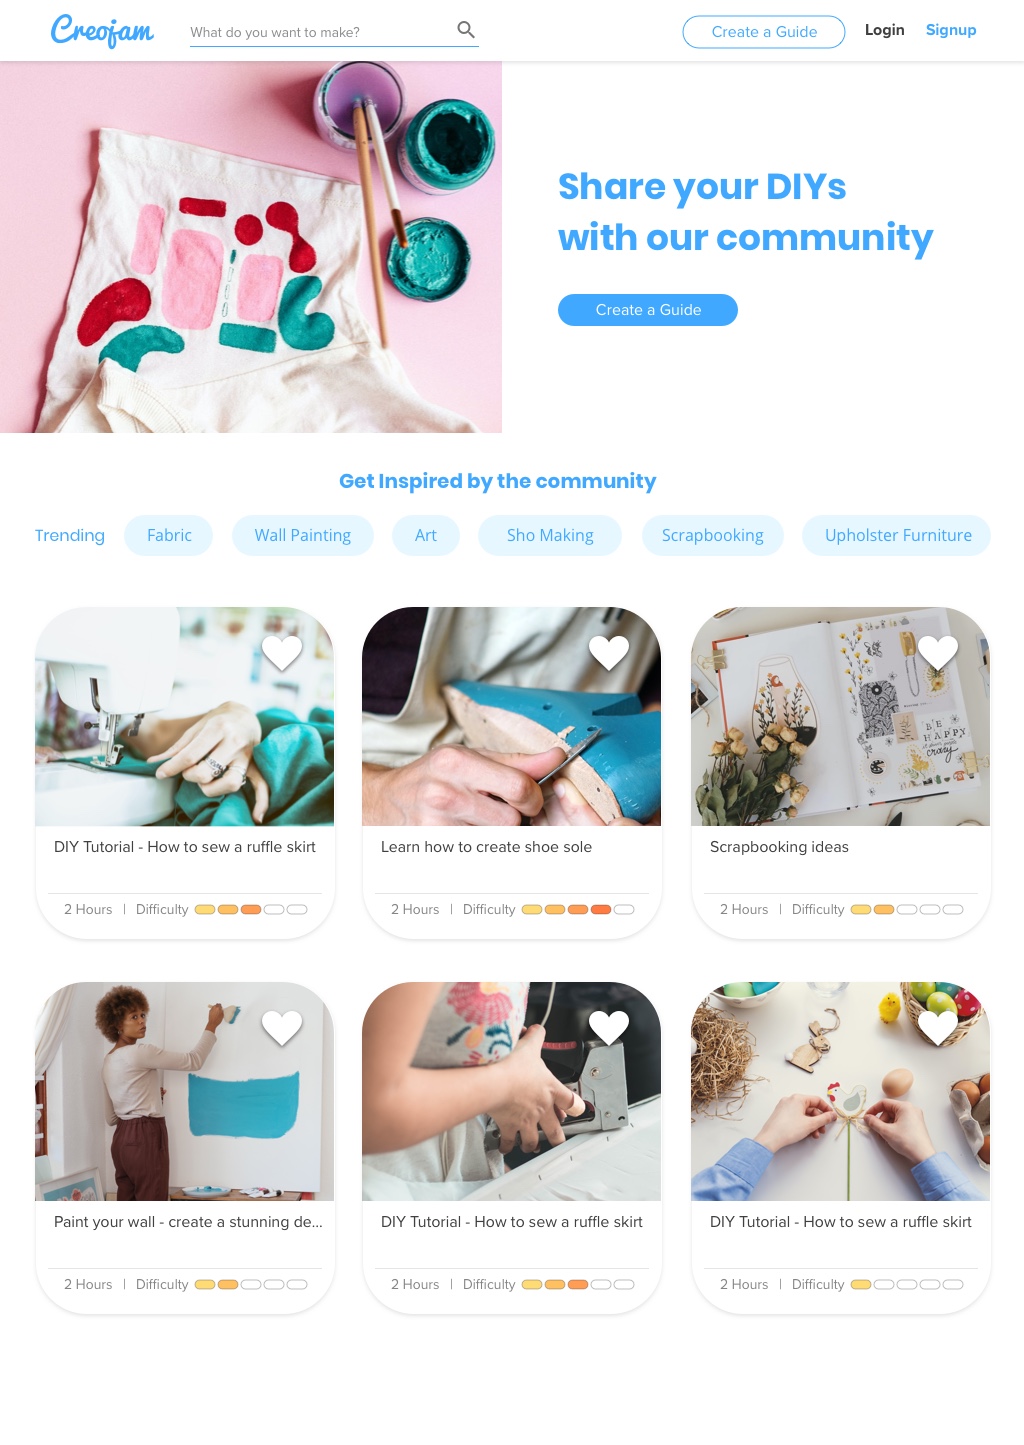 Creojam
What do you want to make?
Create a Guide
Login
Signup
Share your DIYs
with our community
Create a Guide
Get Inspired by the community
Trending
Fabric
Wall Painting
Art
Sho Making
Scrapbooking
Upholster Furniture
BE
HAPPY
crazy
DIY Tutorial - How to sew a ruffle skirt
2 Hours | Difficulty
Learn how to create shoe sole
2 Hours | Difficulty
Scrapbooking ideas
2 Hours | Difficulty
Paint your wall - create a stunning de...
2 Hours | Difficulty
DIY Tutorial - How to sew a ruffle skirt
2 Hours | Difficulty
DIY Tutorial - How to sew a ruffle skirt
2 Hours | Difficulty